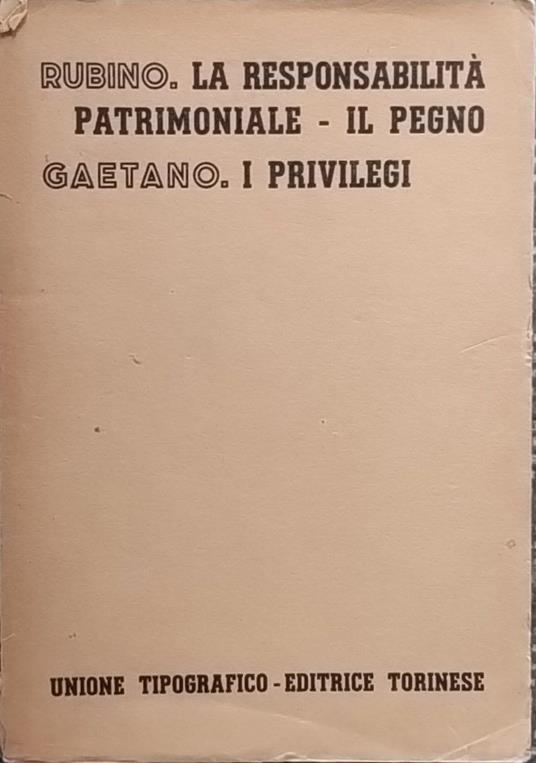 RUBINO. LA RESPONSABILITÀ
PATRIMONIALE - IL PEGNO
GAETANO. I PRIVILEGI
UNIONE TIPOGRAFICO-EDITRICE TORINESE